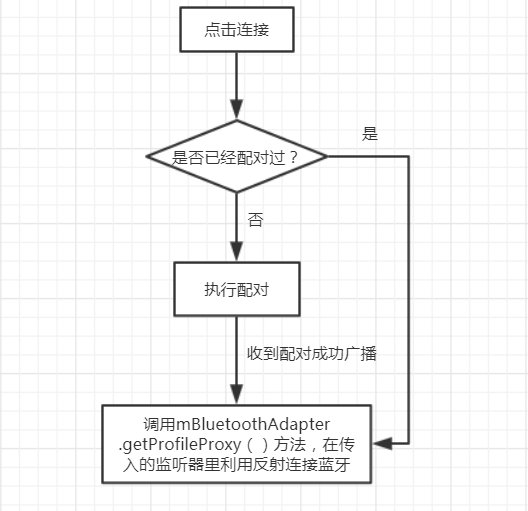 点击连接
是
是否已经配对过？
否
执行配对
收到配对成功广播
调用mBluetoothAdapter
.getProfileProxy（）方法，在传
入的监听器里利用反射连接蓝牙